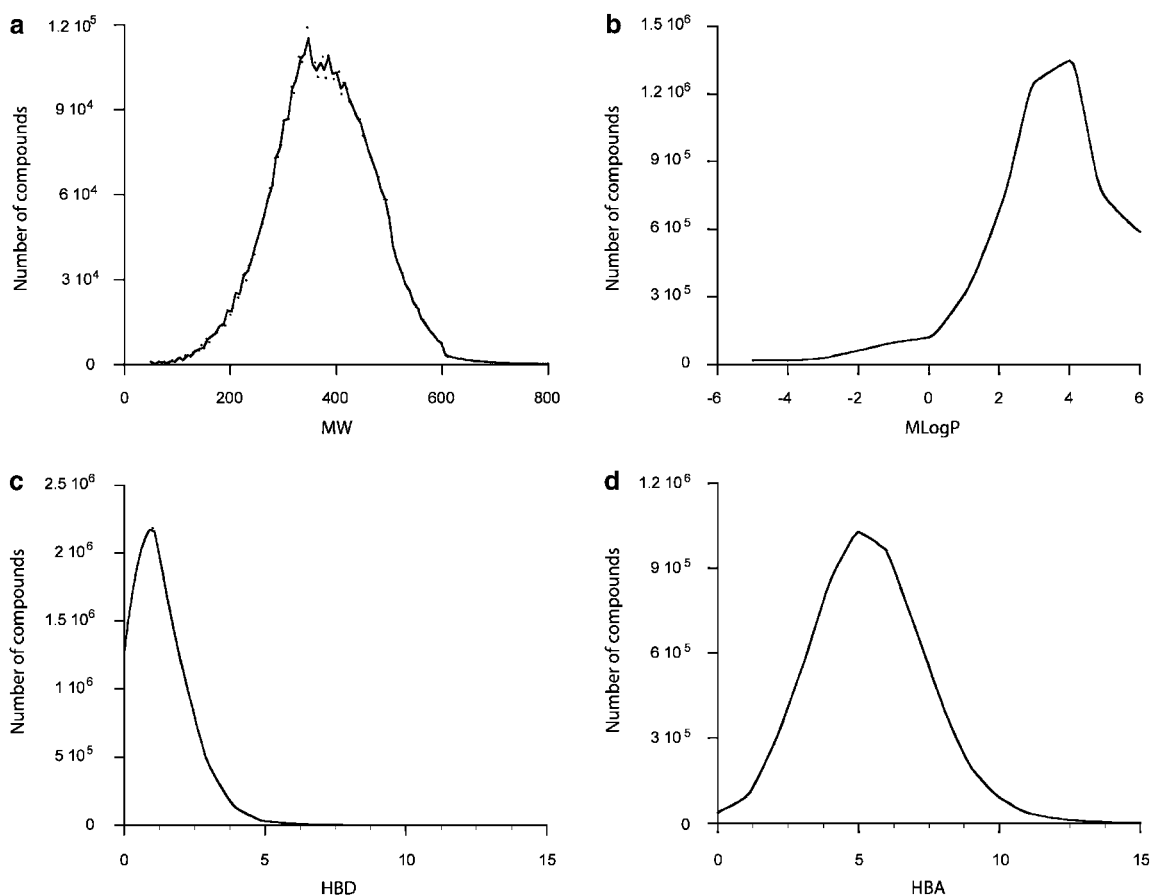 a
1.2 10⁵
9 10⁴
6 10⁴
3 10⁴
0
Number of compounds
0 200 400 600 800
MW
b
1.5 10⁶
1.2 10⁶
9 10⁵
6 10⁵
3 10⁵
0
Number of compounds
-6 -4 -2 0 2 4 6
MLogP
c
2.5 10⁶
2 10⁶
1.5 10⁶
1 10⁶
5 10⁵
0
Number of compounds
0 5 10 15
HBD
d
1.2 10⁶
9 10⁵
6 10⁵
3 10⁵
0
Number of compounds
0 5 10 15
HBA